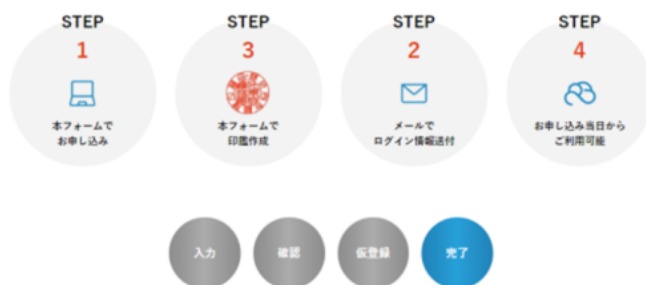 STEP
1
本フォームで
お申し込み
STEP
3
本フォームで
印鑑作成
STEP
2
メールで
ログイン情報送付
STEP
4
お申し込み当日から
ご利用可能
入力
確認
仮登録
完了